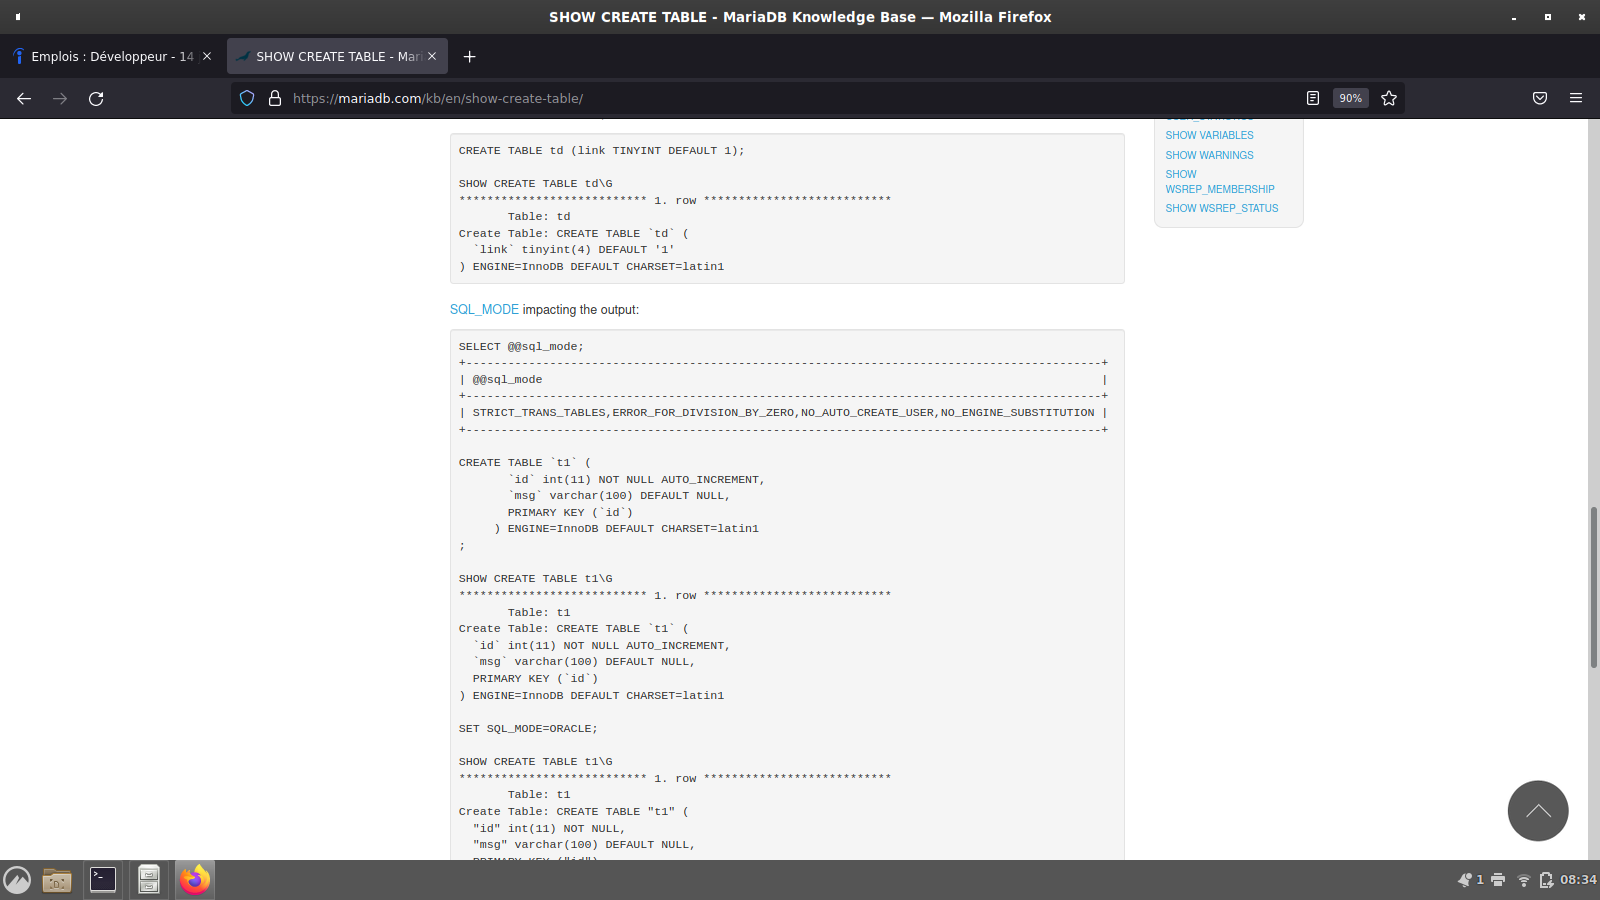 SHOW CREATE TABLE - MariaDB Knowledge Base — Mozilla Firefox
Emplois : Développeur - 14
SHOW CREATE TABLE - Mari
https://mariadb.com/kb/en/show-create-table/
90%
CREATE TABLE td (link TINYINT DEFAULT 1);
SHOW CREATE TABLE td\G
*************************** 1. row ***************************
       Table: td
Create Table: CREATE TABLE `td` (
  `link` tinyint(4) DEFAULT '1'
) ENGINE=InnoDB DEFAULT CHARSET=latin1
SHOW VARIABLES
SHOW WARNINGS
SHOW
WSREP_MEMBERSHIP
SHOW WSREP_STATUS
SQL_MODE impacting the output:
SELECT @@sql_mode;
+-------------------------------------------------------------------------------------------+
| @@sql_mode                                                                                |
+-------------------------------------------------------------------------------------------+
| STRICT_TRANS_TABLES,ERROR_FOR_DIVISION_BY_ZERO,NO_AUTO_CREATE_USER,NO_ENGINE_SUBSTITUTION |
+-------------------------------------------------------------------------------------------+
CREATE TABLE `t1` (
       `id` int(11) NOT NULL AUTO_INCREMENT,
       `msg` varchar(100) DEFAULT NULL,
       PRIMARY KEY (`id`)
     ) ENGINE=InnoDB DEFAULT CHARSET=latin1
;
SHOW CREATE TABLE t1\G
*************************** 1. row ***************************
       Table: t1
Create Table: CREATE TABLE `t1` (
  `id` int(11) NOT NULL AUTO_INCREMENT,
  `msg` varchar(100) DEFAULT NULL,
  PRIMARY KEY (`id`)
) ENGINE=InnoDB DEFAULT CHARSET=latin1
SET SQL_MODE=ORACLE;
SHOW CREATE TABLE t1\G
*************************** 1. row ***************************
       Table: t1
Create Table: CREATE TABLE "t1" (
  "id" int(11) NOT NULL,
  "msg" varchar(100) DEFAULT NULL,
  PRIMARY KEY ("id")
1
08:34